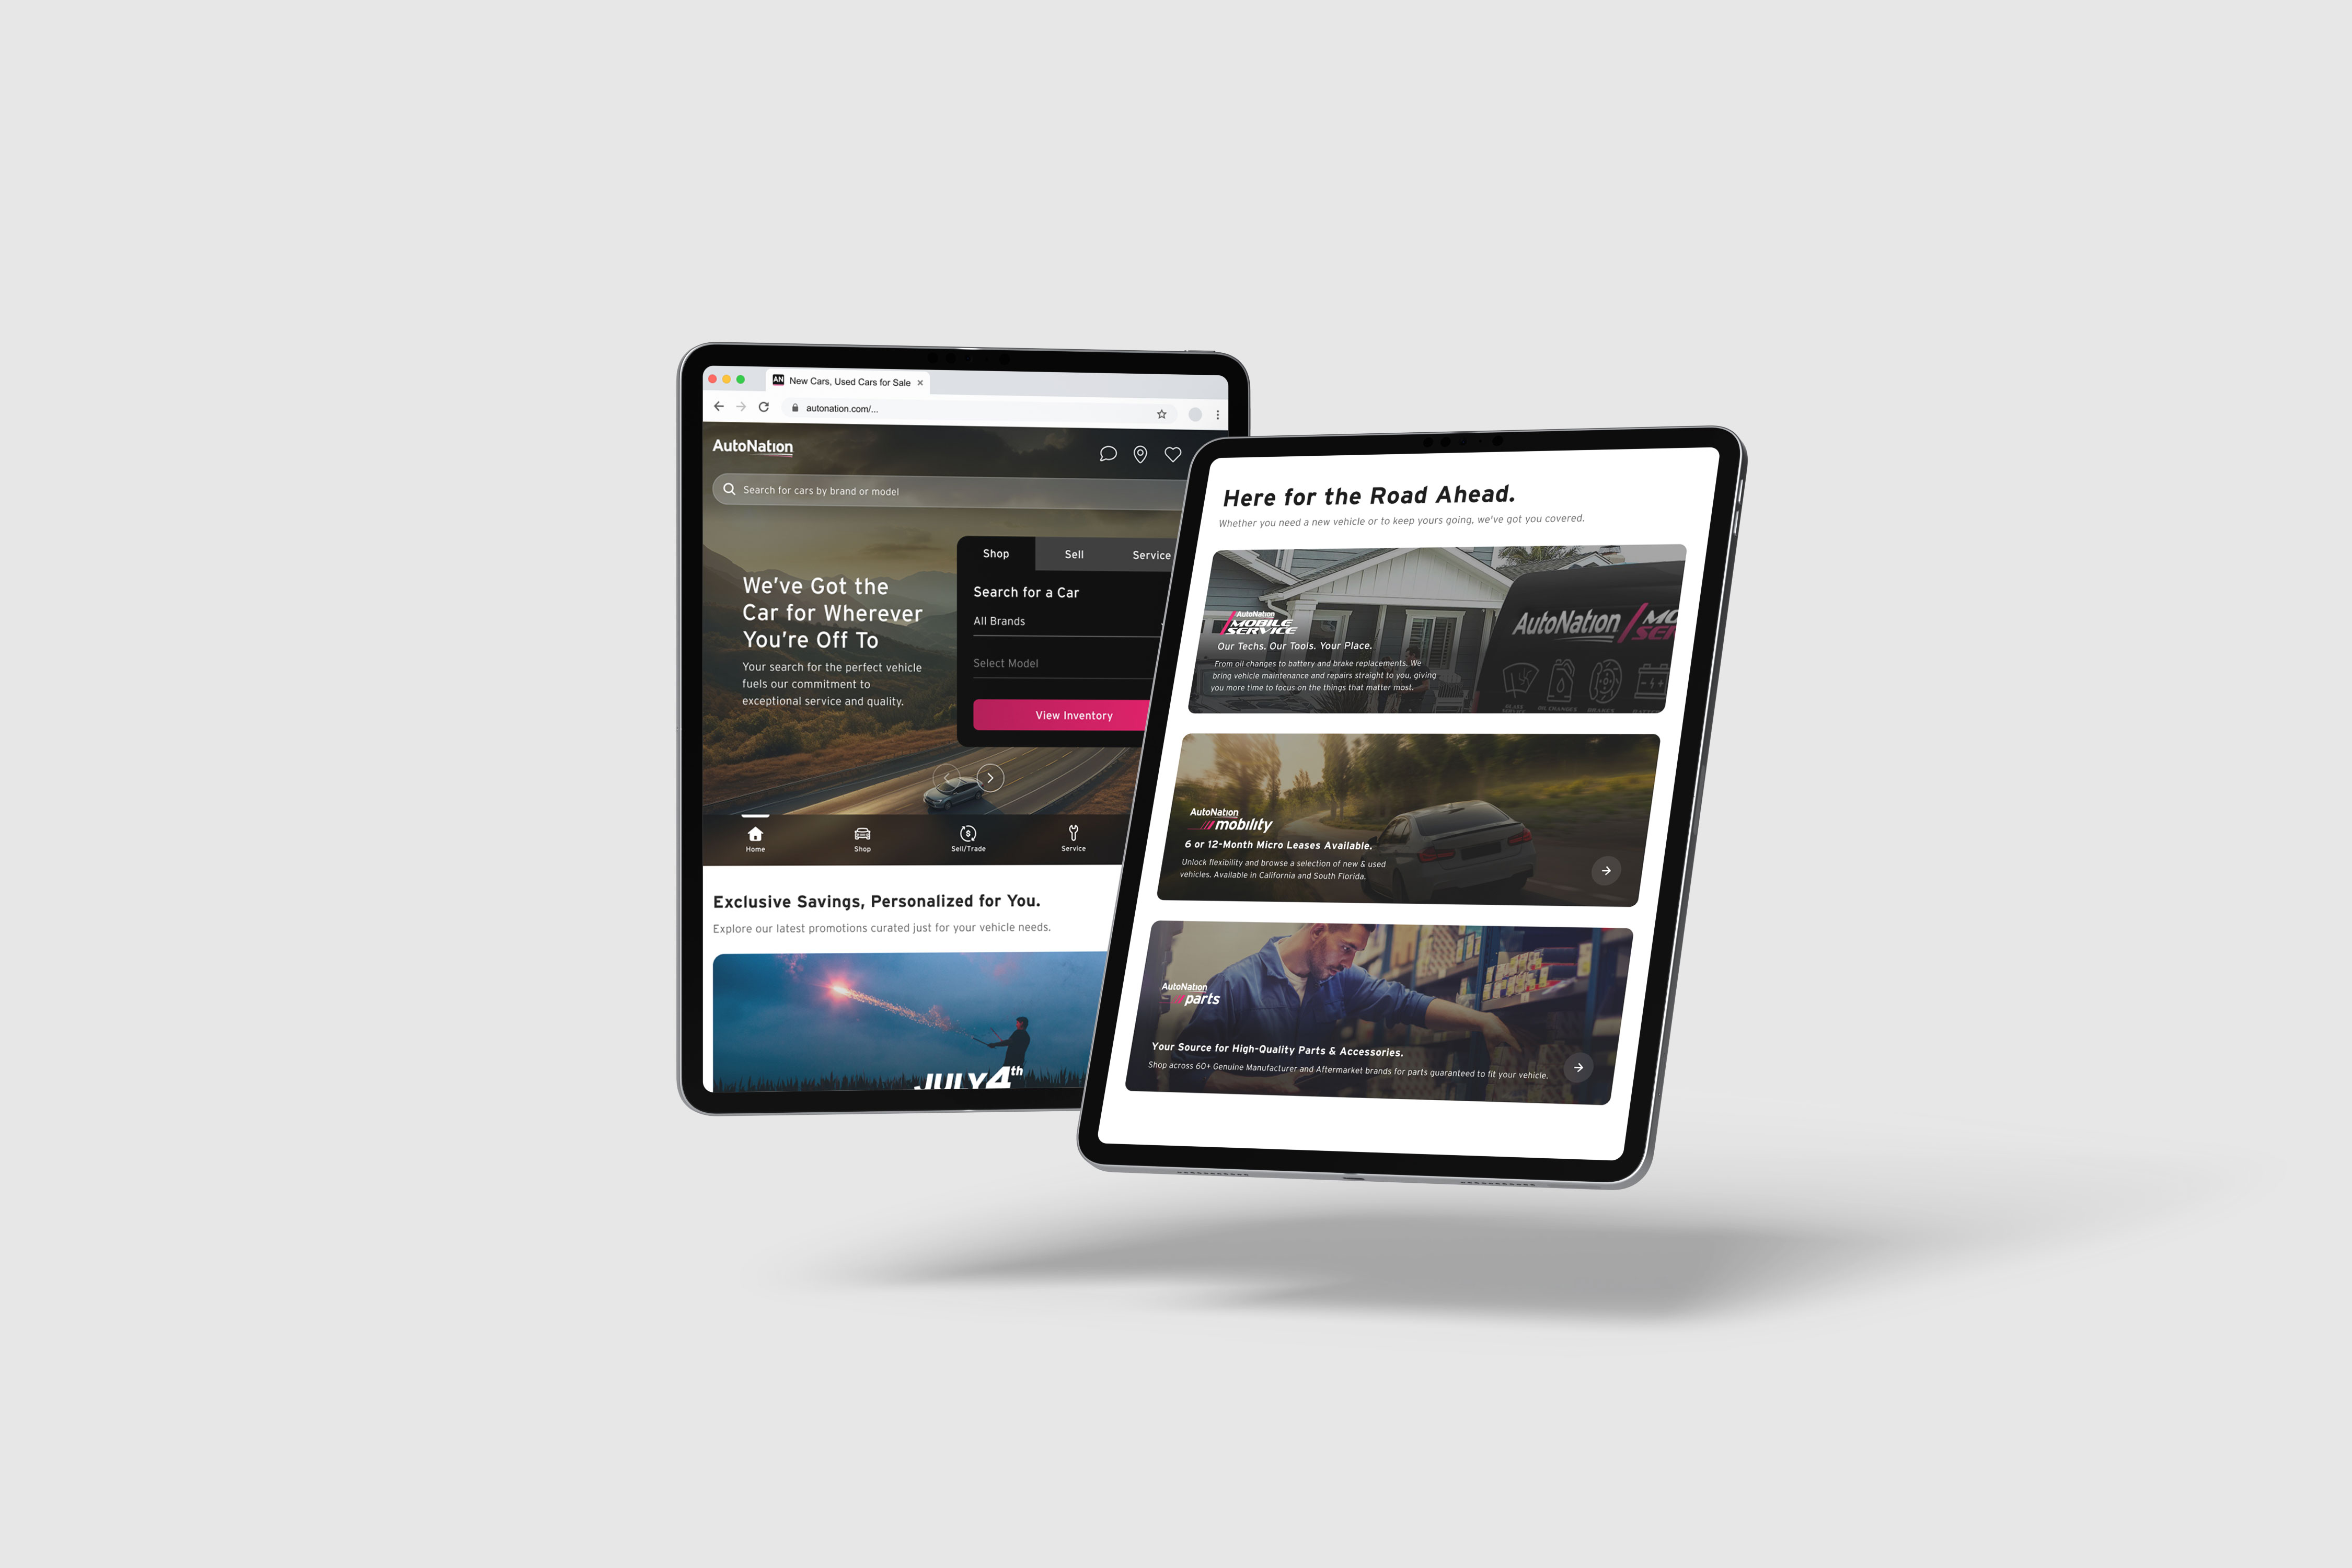 AN New Cars, Used Cars for Sale
autonation.com/...
AutoNation
Search for cars by brand or model
We've Got the
Car for Wherever
You're Off To
Your search for the perfect vehicle
fuels our commitment to
exceptional service and quality.
Shop Sell Service
Search for a Car
All Brands
Select Model
View Inventory
Home Shop Sell/Trade Service
Exclusive Savings, Personalized for You.
Explore our latest promotions curated just for your vehicle needs.
JULY 4th
Here for the Road Ahead.
Whether you need a new vehicle or to keep yours going, we've got you covered.
AutoNation
MOBILE
SERVICE
Our Techs. Our Tools. Your Place.
From oil changes to battery and brake replacements. We
bring vehicle maintenance and repairs straight to you, giving
you more time to focus on the things that matter most.
AutoNation MO
SER
GLASS
SERVICE
OIL CHANGES BRAKES
AutoNation
mobility
6 or 12-Month Micro Leases Available.
Unlock flexibility and browse a selection of new & used
vehicles. Available in California and South Florida.
AutoNation
parts
Your Source for High-Quality Parts & Accessories.
Shop across 60+ Genuine Manufacturer and Aftermarket brands for parts guaranteed to fit your vehicle.